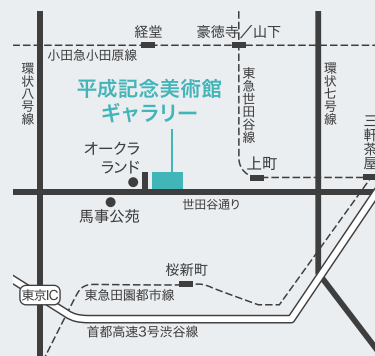 経堂
豪徳寺／山下
小田急小田原線
環状八号線
平成記念美術館
ギャラリー
東急世田谷線
環状七号線
三軒茶屋
オークラ
ランド
上町
馬事公苑
世田谷通り
桜新町
東京IC
東急田園都市線
首都高速3号渋谷線